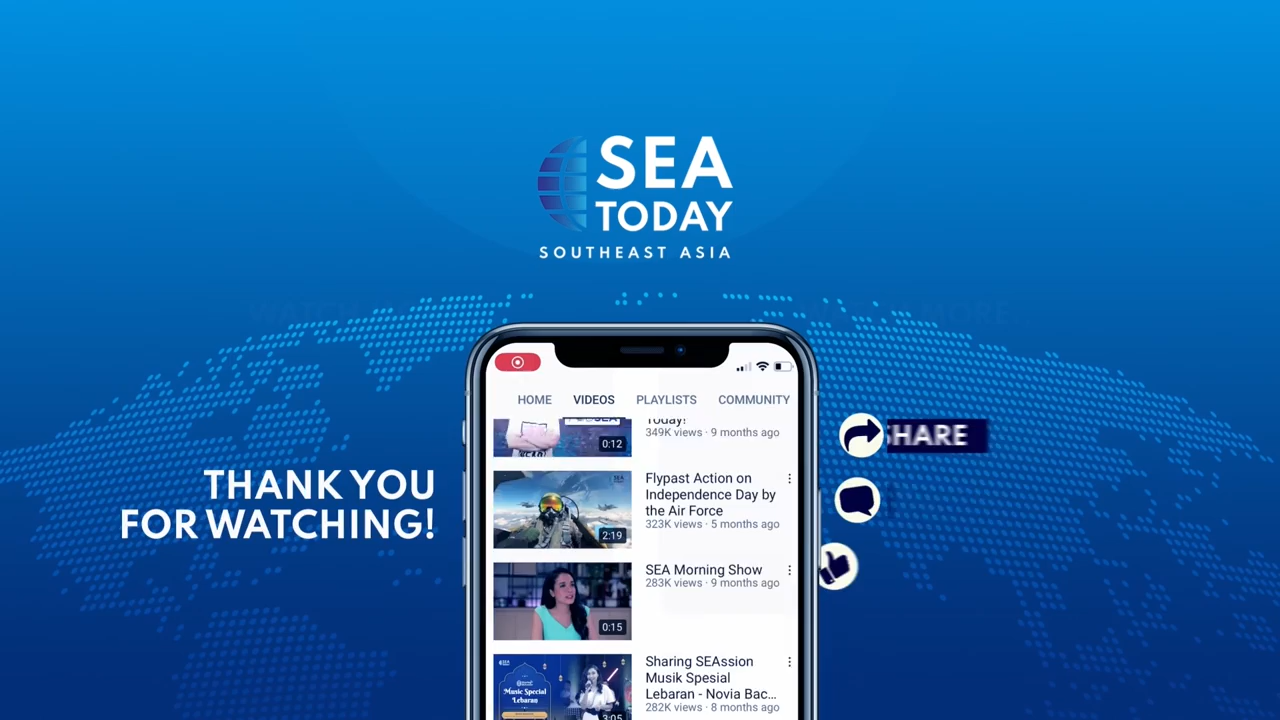 SEA
TODAY
SOUTHEAST ASIA
HOME VIDEOS PLAYLISTS COMMUNITY
Today!
349K views · 9 months ago
0:12
SHARE
Flypast Action on
Independence Day by
the Air Force
323K views · 5 months ago
2:19
THANK YOU
FOR WATCHING!
SEA Morning Show
283K views · 9 months ago
0:15
Sharing SEAssion
Musik Spesial
Lebaran - Novia Bac...
282K views · 8 months ago
Music Special
Lebaran
3:05